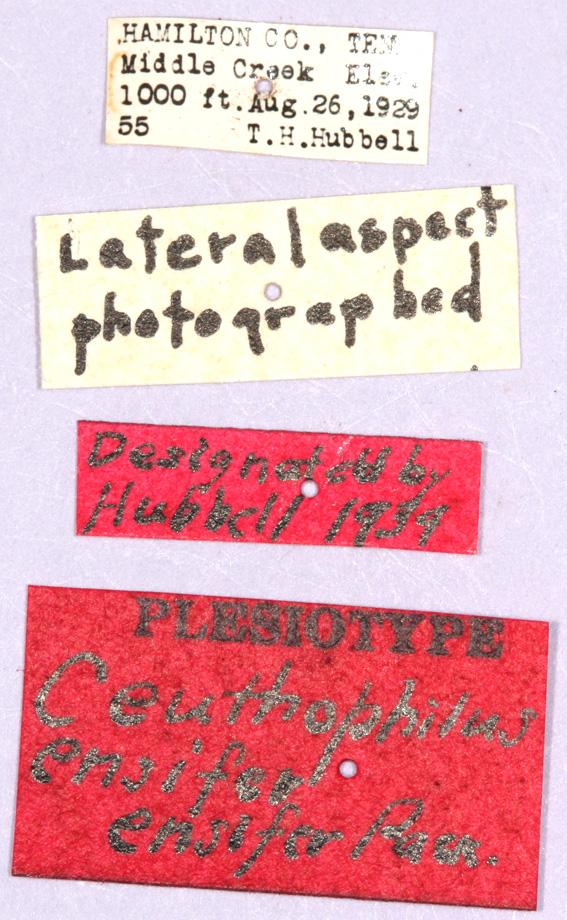 HAMILTON CO., TEN
Middle Creek Elev.
1000 ft. Aug. 26, 1929
55 T.H.Hubbell
Lateral aspect
photographed
Designated by
Hubbell 1934
PLESIOTYPE
Ceuthophilus
ensifer
ensifer Pack.